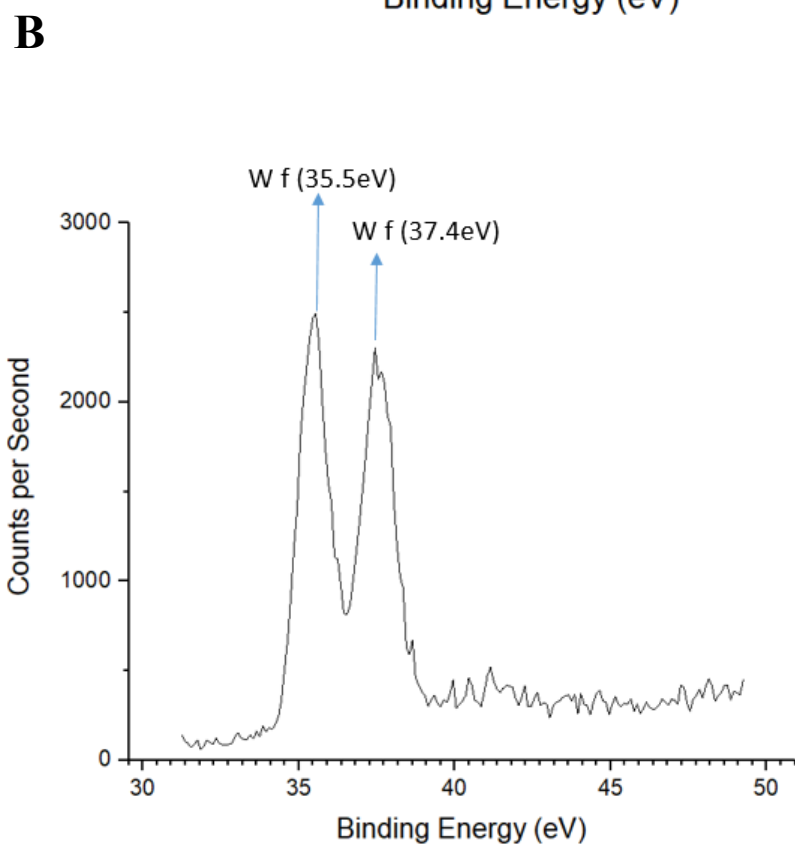 Binding Energy (eV)
B
W f (35.5eV)
W f (37.4eV)
3000
2000
1000
0
Counts per Second
30 35 40 45 50
Binding Energy (eV)